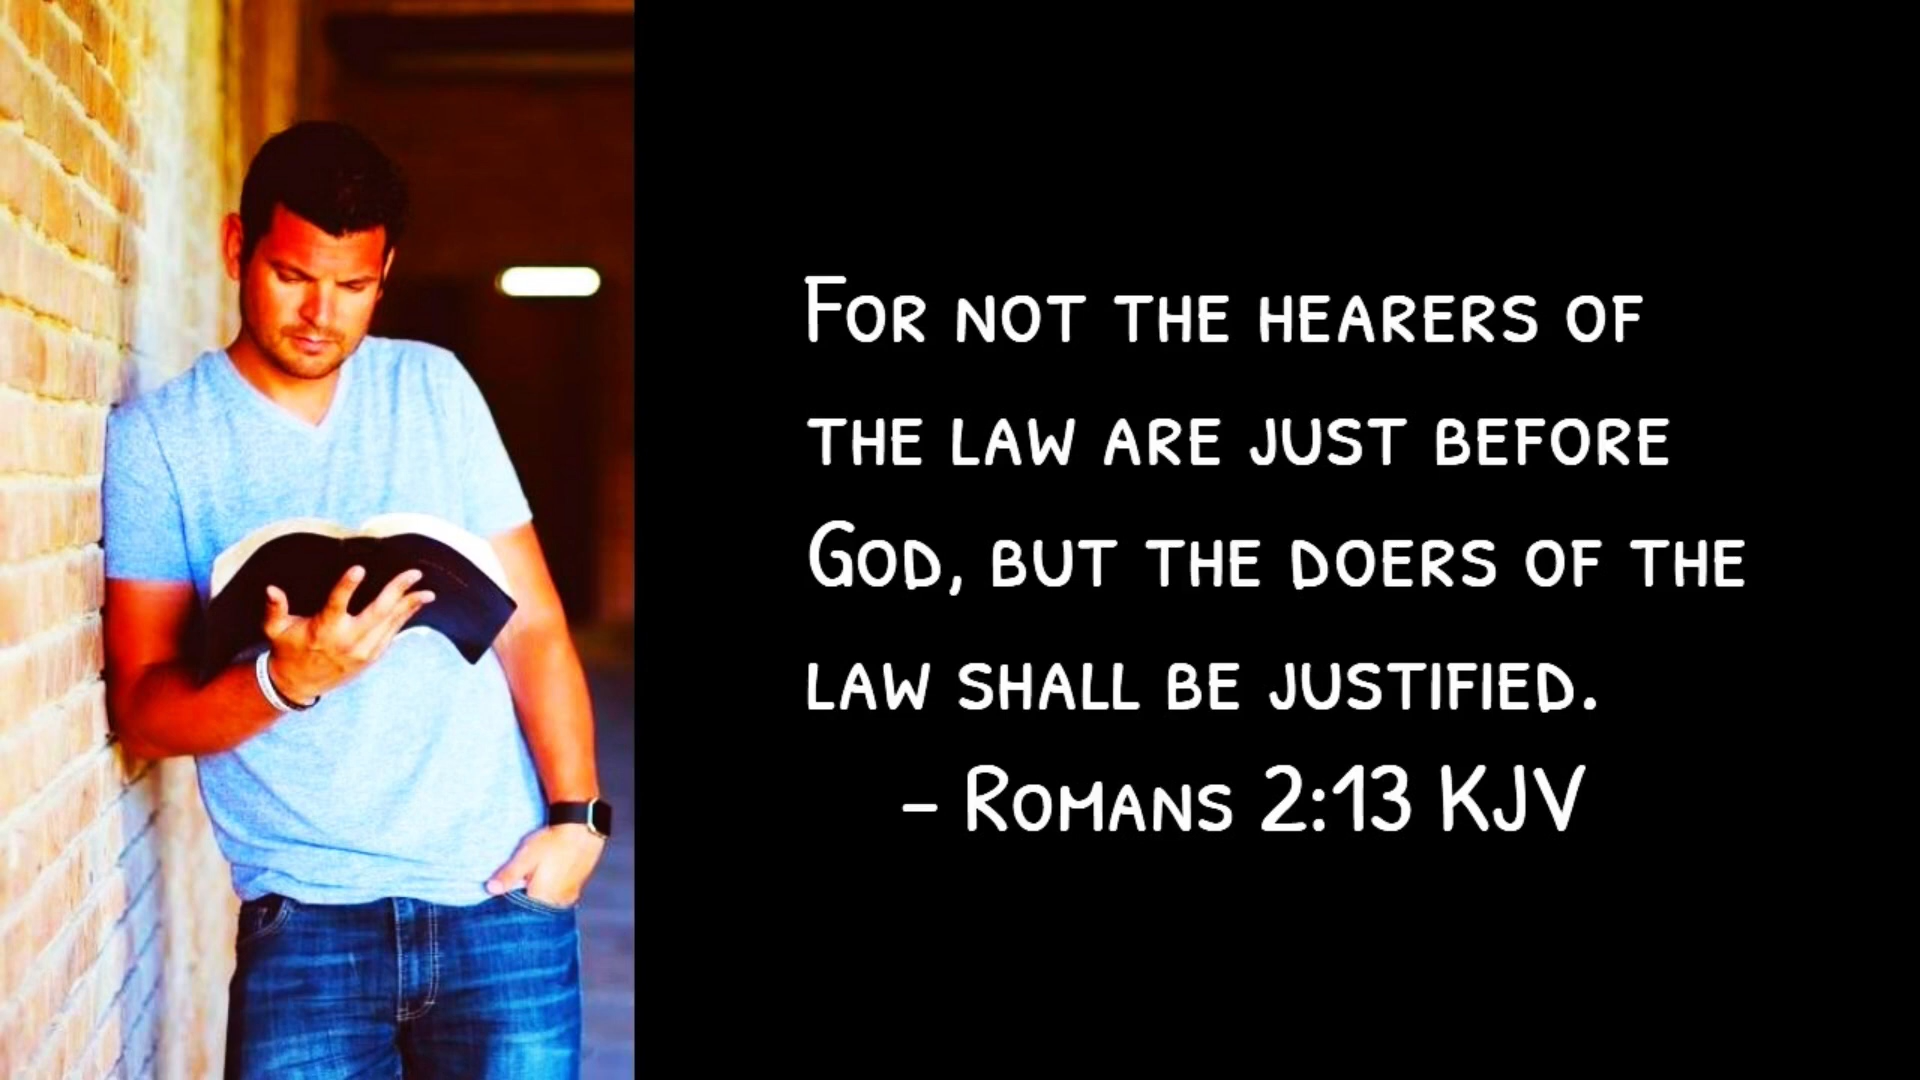 For not the hearers of
the law are just before
God, but the doers of the
law shall be justified.
– Romans 2:13 KJV